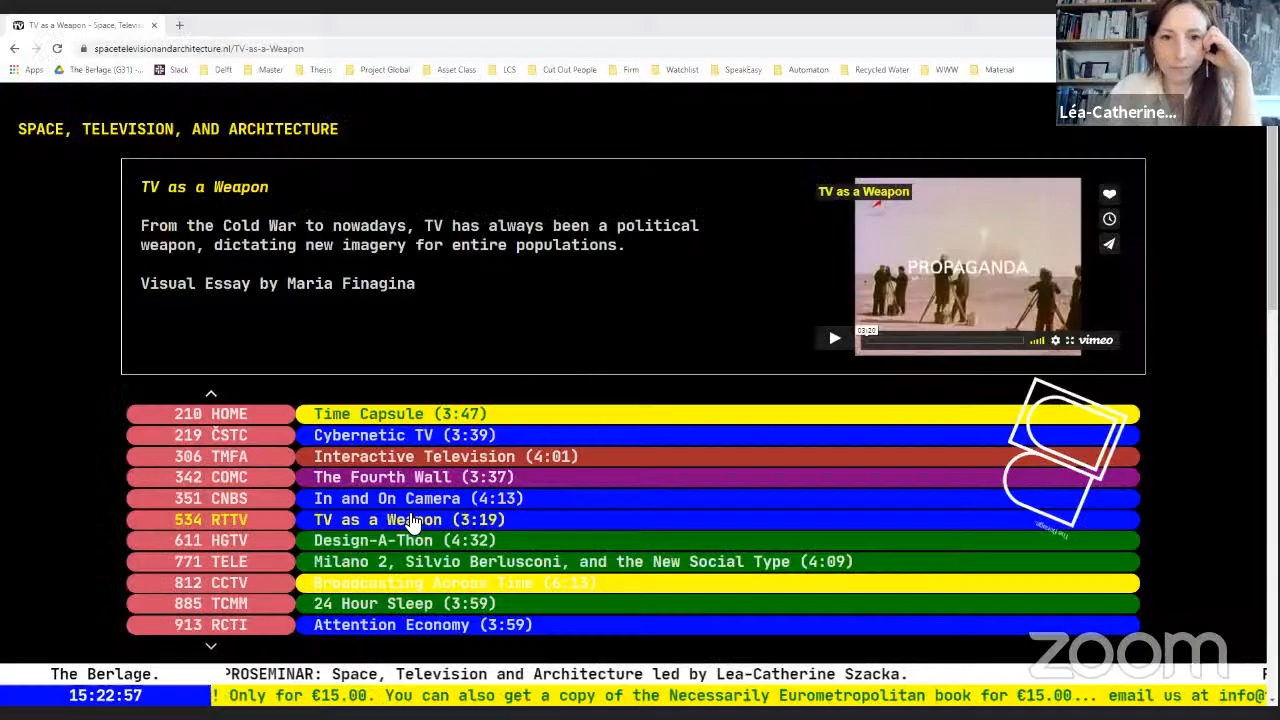 TV as a Weapon - Space, Televis
spacetelevisionandarchitecture.nl/TV-as-a-Weapon
Apps
The Berlage (G31) -...
Slack
Delft
.Master
Thesis
Project Global
Asset Class
LCS
Cut Out People
Firm
Watchlist
SpeakEasy
Automaton
Recycled Water
WWW
Material
Léa-Catherine...
SPACE, TELEVISION, AND ARCHITECTURE
TV as a Weapon
From the Cold War to nowadays, TV has always been a political
weapon, dictating new imagery for entire populations.
Visual Essay by Maria Finagina
TV as a Weapon
PROPAGANDA
03:20
vimeo
210 HOME Time Capsule (3:47)
219 ČSTC Cybernetic TV (3:39)
306 TMFA Interactive Television (4:01)
342 COMC The Fourth Wall (3:37)
351 CNBS In and On Camera (4:13)
534 RTTV TV as a Weapon (3:19)
611 HGTV Design-A-Thon (4:32)
771 TELE Milano 2, Silvio Berlusconi, and the New Social Type (4:09)
812 CCTV Broadcasting Across Time (6:13)
885 TCMM 24 Hour Sleep (3:59)
913 RCTI Attention Economy (3:59)
The Berlage.
zoom
The Berlage. PROSEMINAR: Space, Television and Architecture led by Lea-Catherine Szacka.
15:22:57 ! Only for €15.00. You can also get a copy of the Necessarily Eurometropolitan book for €15.00... email us at info@